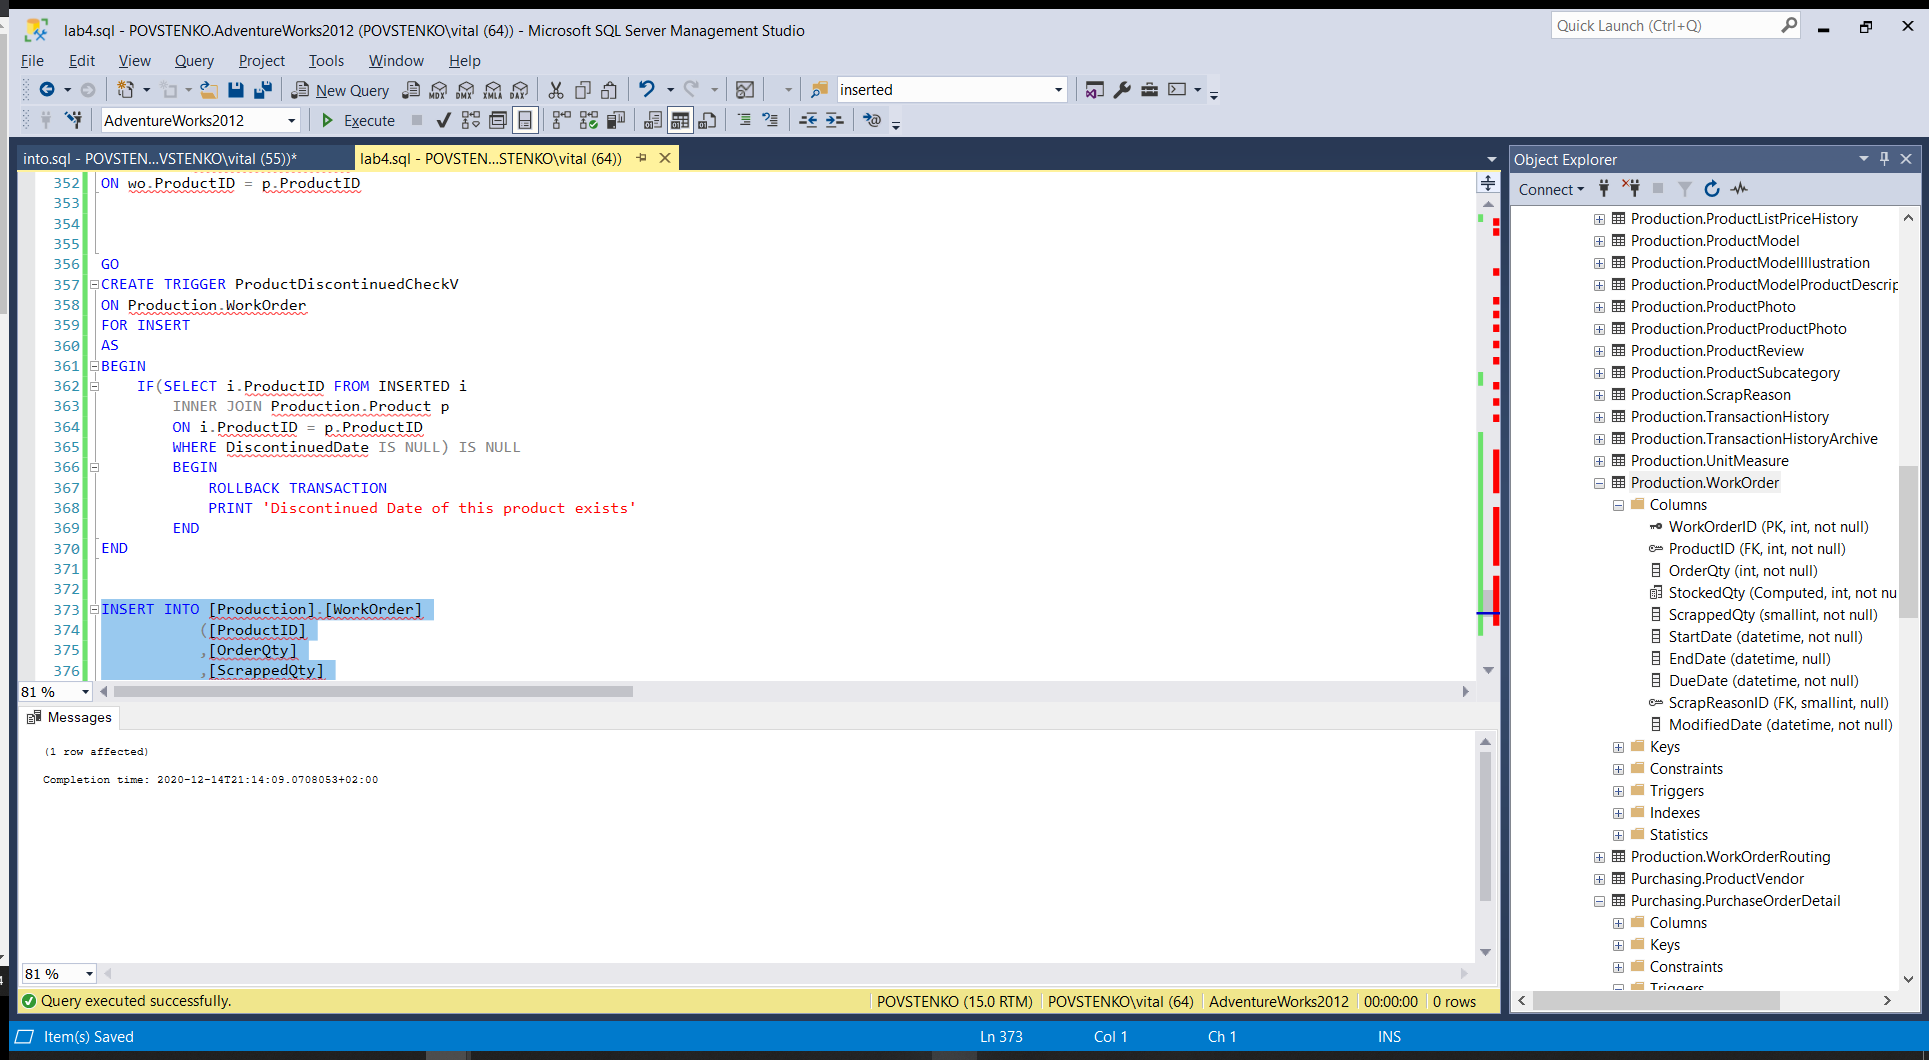 lab4.sql - POVSTENKO.AdventureWorks2012 (POVSTENKO\vital (64)) - Microsoft SQL Server Management Studio
Quick Launch (Ctrl+Q)
File Edit View Query Project Tools Window Help
New Query MDX DMX XMLA DAX inserted
AdventureWorks2012 Execute
into.sql - POVSTEN...VSTENKO\vital (55))* lab4.sql - POVSTEN...STENKO\vital (64))
352 ON wo.ProductID = p.ProductID
353
354
355
356 GO
357 CREATE TRIGGER ProductDiscontinuedCheckV
358 ON Production.WorkOrder
359 FOR INSERT
360 AS
361 BEGIN
362 IF(SELECT i.ProductID FROM INSERTED i
363 INNER JOIN Production.Product p
364 ON i.ProductID = p.ProductID
365 WHERE DiscontinuedDate IS NULL) IS NULL
366 BEGIN
367 ROLLBACK TRANSACTION
368 PRINT 'Discontinued Date of this product exists'
369 END
370 END
371
372
373 INSERT INTO [Production].[WorkOrder]
374 ([ProductID]
375 ,[OrderQty]
376 ,[ScrappedQty]
81 %
Messages
(1 row affected)
Completion time: 2020-12-14T21:14:09.0708053+02:00
81 %
Query executed successfully. POVSTENKO (15.0 RTM) POVSTENKO\vital (64) AdventureWorks2012 00:00:00 0 rows
Object Explorer
Connect
Production.ProductListPriceHistory
Production.ProductModel
Production.ProductModelIllustration
Production.ProductModelProductDescrip
Production.ProductPhoto
Production.ProductProductPhoto
Production.ProductReview
Production.ProductSubcategory
Production.ScrapReason
Production.TransactionHistory
Production.TransactionHistoryArchive
Production.UnitMeasure
Production.WorkOrder
Columns
WorkOrderID (PK, int, not null)
ProductID (FK, int, not null)
OrderQty (int, not null)
StockedQty (Computed, int, not nu
ScrappedQty (smallint, not null)
StartDate (datetime, not null)
EndDate (datetime, null)
DueDate (datetime, not null)
ScrapReasonID (FK, smallint, null)
ModifiedDate (datetime, not null)
Keys
Constraints
Triggers
Indexes
Statistics
Production.WorkOrderRouting
Purchasing.ProductVendor
Purchasing.PurchaseOrderDetail
Columns
Keys
Constraints
Triggers
Item(s) Saved Ln 373 Col 1 Ch 1 INS